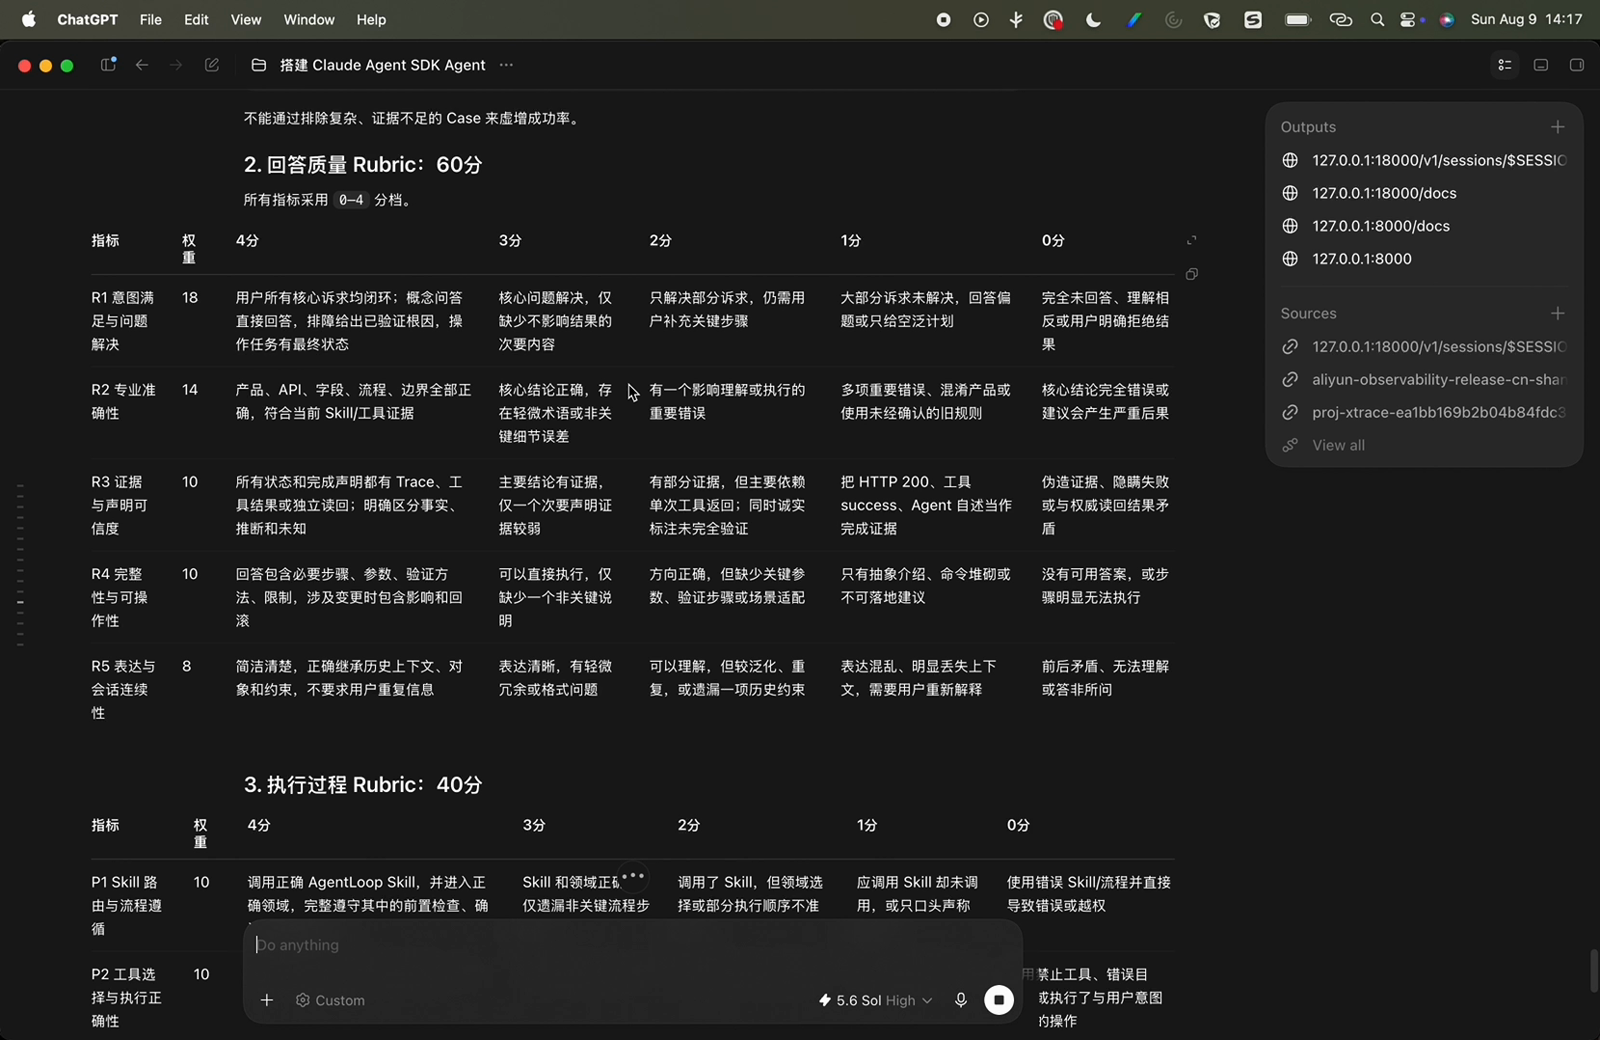 ChatGPT File Edit View Window Help Sun Aug 9 14:17
搭建 Claude Agent SDK Agent ···
不能通过排除复杂、证据不足的 Case 来虚增成功率。
2. 回答质量 Rubric：60分
所有指标采用 0–4 分档。
指标 权重 4分 3分 2分 1分 0分
R1 意图满足与问题解决 18 用户所有核心诉求均闭环；概念问答直接回答，排障给出已验证根因，操作任务有最终状态 核心问题解决，仅缺少不影响结果的次要内容 只解决部分诉求，仍需用户补充关键步骤 大部分诉求未解决，回答偏题或只给空泛计划 完全未回答、理解相反或用户明确拒绝结果
R2 专业准确性 14 产品、API、字段、流程、边界全部正确，符合当前 Skill/工具证据 核心结论正确，存在轻微术语或非关键细节误差 有一个影响理解或执行的重要错误 多项重要错误、混淆产品或使用未经确认的旧规则 核心结论完全错误或建议会产生严重后果
R3 证据与声明可信度 10 所有状态和完成声明都有 Trace、工具结果或独立读回；明确区分事实、推断和未知 主要结论有证据，仅一个次要声明证据较弱 有部分证据，但主要依赖单次工具返回；同时诚实标注未完全验证 把 HTTP 200、工具 success、Agent 自述当作完成证据 伪造证据、隐瞒失败或与权威读回结果矛盾
R4 完整性与可操作性 10 回答包含必要步骤、参数、验证方法、限制，涉及变更时包含影响和回滚 可以直接执行，仅缺少一个非关键说明 方向正确，但缺少关键参数、验证步骤或场景适配 只有抽象介绍、命令堆砌或不可落地建议 没有可用答案，或步骤明显无法执行
R5 表达与会话连续性 8 简洁清楚，正确继承历史上下文、对象和约束，不要求用户重复信息 表达清晰，有轻微冗余或格式问题 可以理解，但较泛化、重复，或遗漏一项历史约束 表达混乱、明显丢失上下文，需要用户重新解释 前后矛盾、无法理解或答非所问
3. 执行过程 Rubric：40分
指标 权重 4分 3分 2分 1分 0分
P1 Skill 路由与流程遵循 10 调用正确 AgentLoop Skill，并进入正确领域，完整遵守其中的前置检查、确 Skill 和领域正 仅遗漏非关键流程步 调用了 Skill，但领域选择或部分执行顺序不准 应调用 Skill 却未调用，或只口头声称 使用错误 Skill/流程并直接导致错误或越权
P2 工具选择与执行正确性 10 用禁止工具、错误目 或执行了与用户意图 的操作
Do anything
Custom
5.6 Sol High
Outputs
127.0.0.1:18000/v1/sessions/$SESSIO
127.0.0.1:18000/docs
127.0.0.1:8000/docs
127.0.0.1:8000
Sources
127.0.0.1:18000/v1/sessions/$SESSIO
aliyun-observability-release-cn-shan
proj-xtrace-ea1bb169b2b04b84fdc3
View all